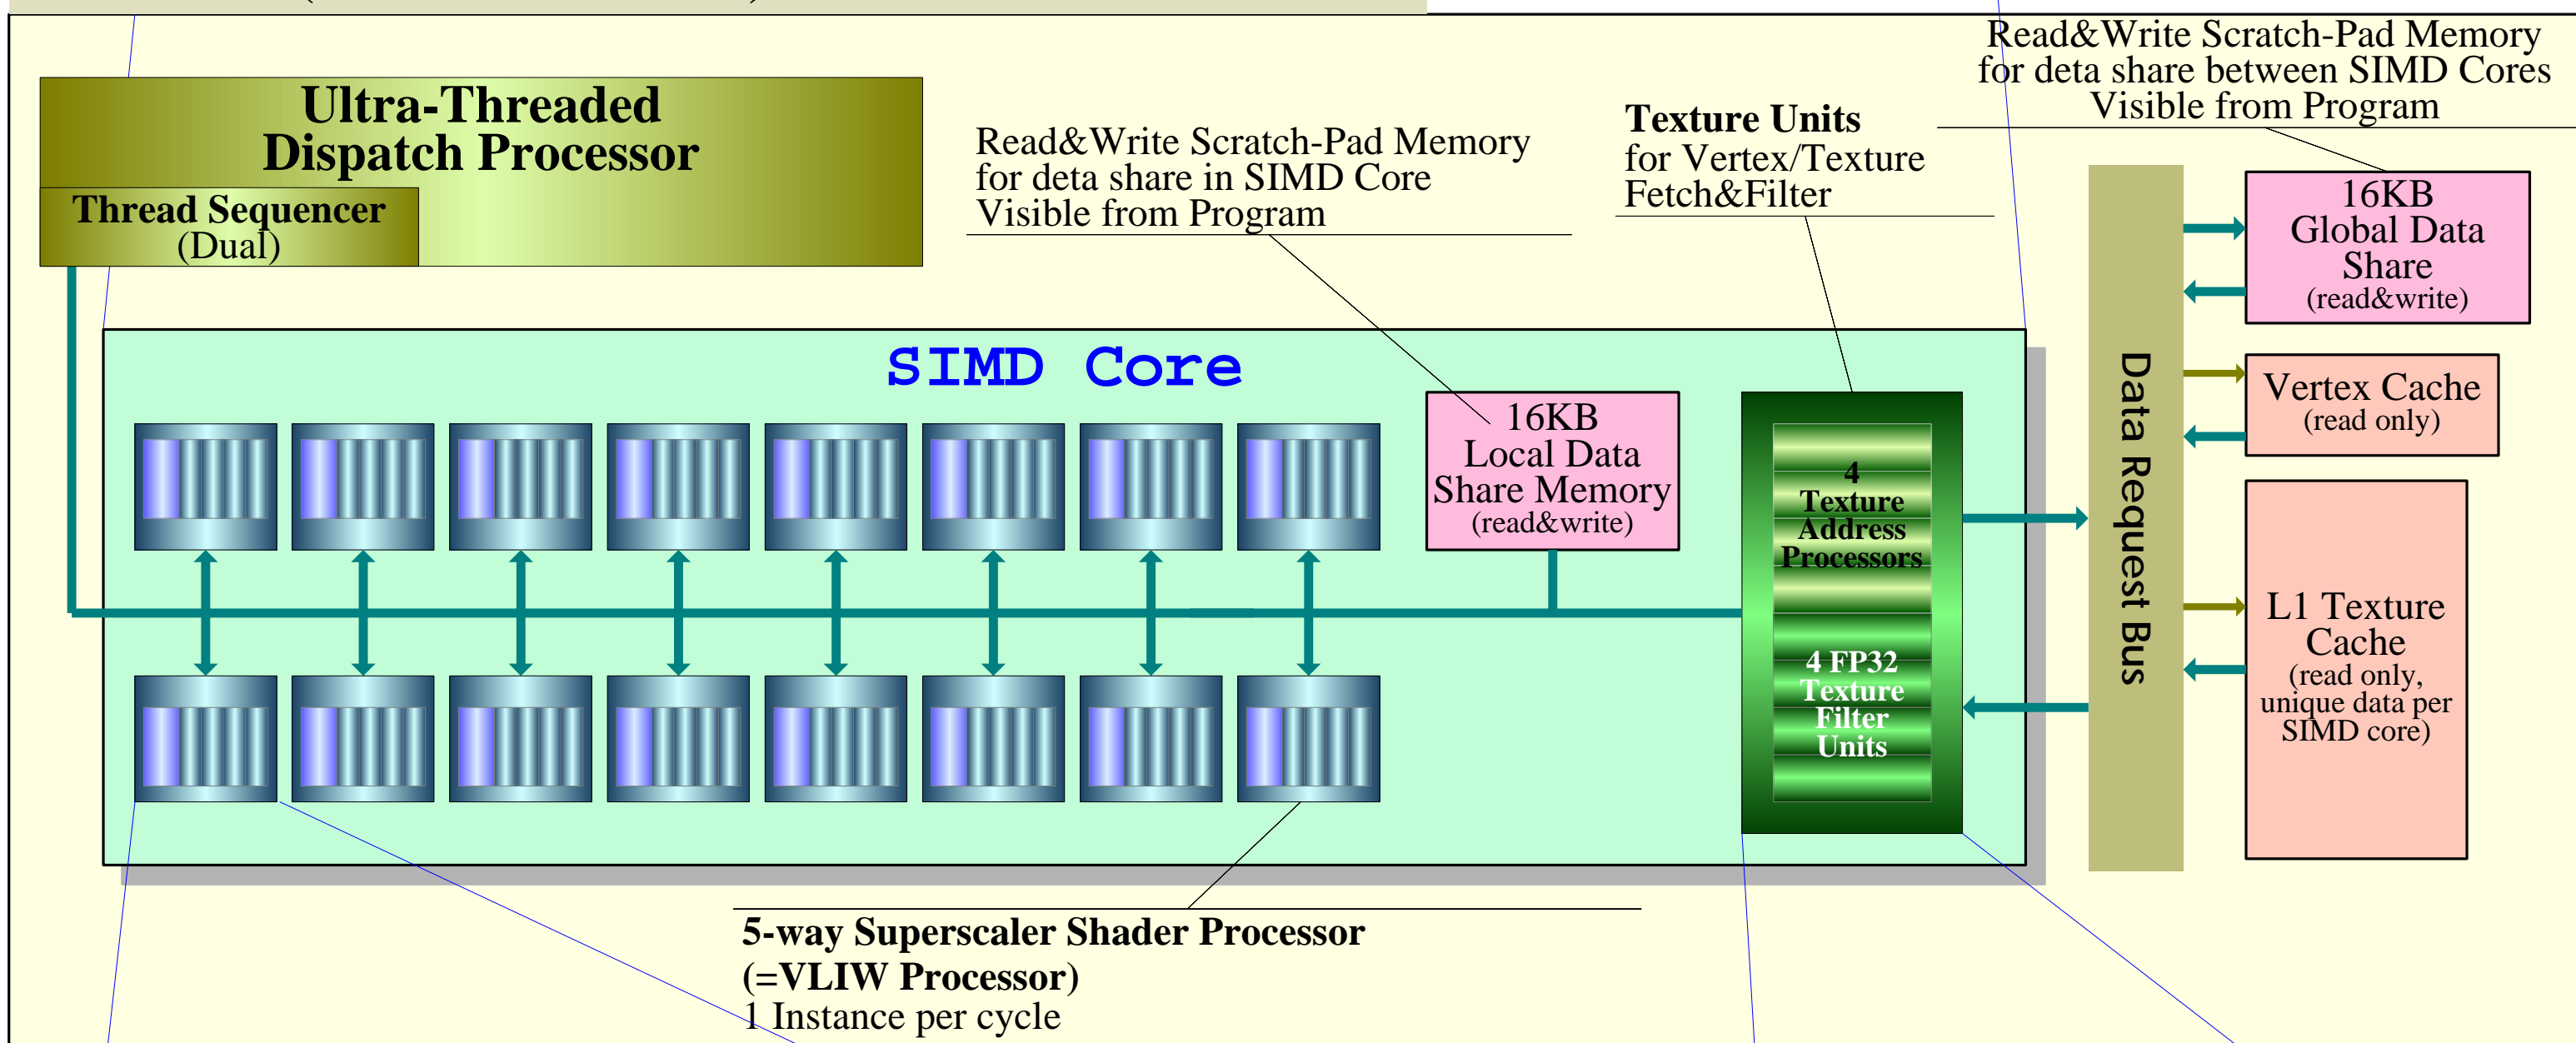 Read&Write Scratch-Pad Memory
for deta share between SIMD Cores
Visible from Program
Ultra-Threaded
Dispatch Processor
Thread Sequencer
(Dual)
Read&Write Scratch-Pad Memory
for deta share in SIMD Core
Visible from Program
Texture Units
for Vertex/Texture
Fetch&Filter
16KB
Global Data
Share
(read&write)
SIMD Core
16KB
Local Data
Share Memory
(read&write)
4
Texture
Address
Processors
4 FP32
Texture
Filter
Units
Data Request Bus
Vertex Cache
(read only)
L1 Texture
Cache
(read only,
unique data per
SIMD core)
5-way Superscaler Shader Processor
(=VLIW Processor)
1 Instance per cycle